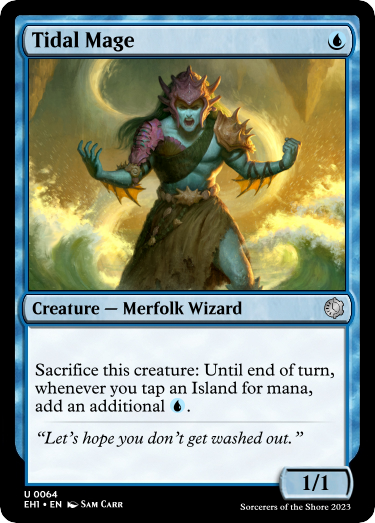 Tidal Mage
Creature — Merfolk Wizard
Sacrifice this creature: Until end of turn,
whenever you tap an Island for mana,
add an additional .
“Let’s hope you don’t get washed out.”
1/1
U 0064
EH1 • EN Sam Carr
Sorcerers of the Shore 2023